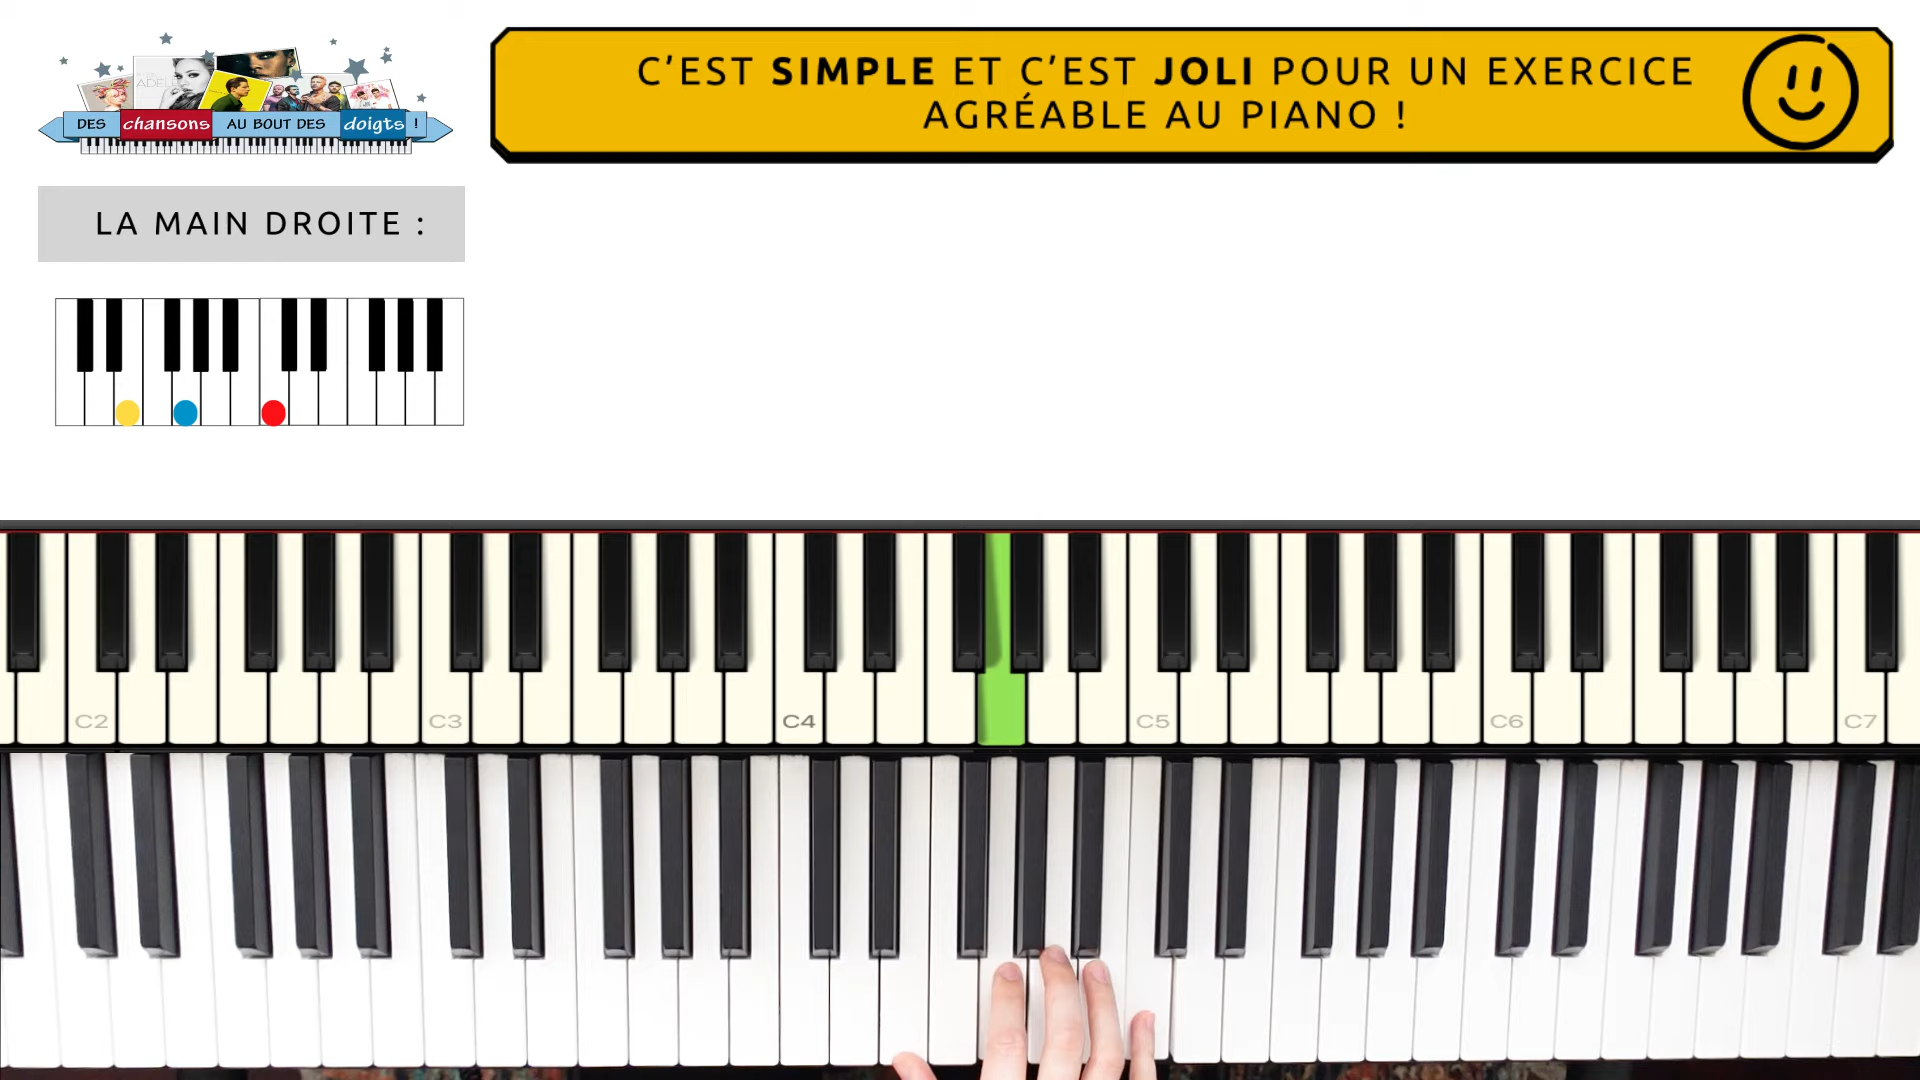 ADELE
DES chansons AU BOUT DES doigts !
C'EST SIMPLE ET C'EST JOLI POUR UN EXERCICE
AGRÉABLE AU PIANO !
LA MAIN DROITE :
C2 C3 C4 C5 C6 C7